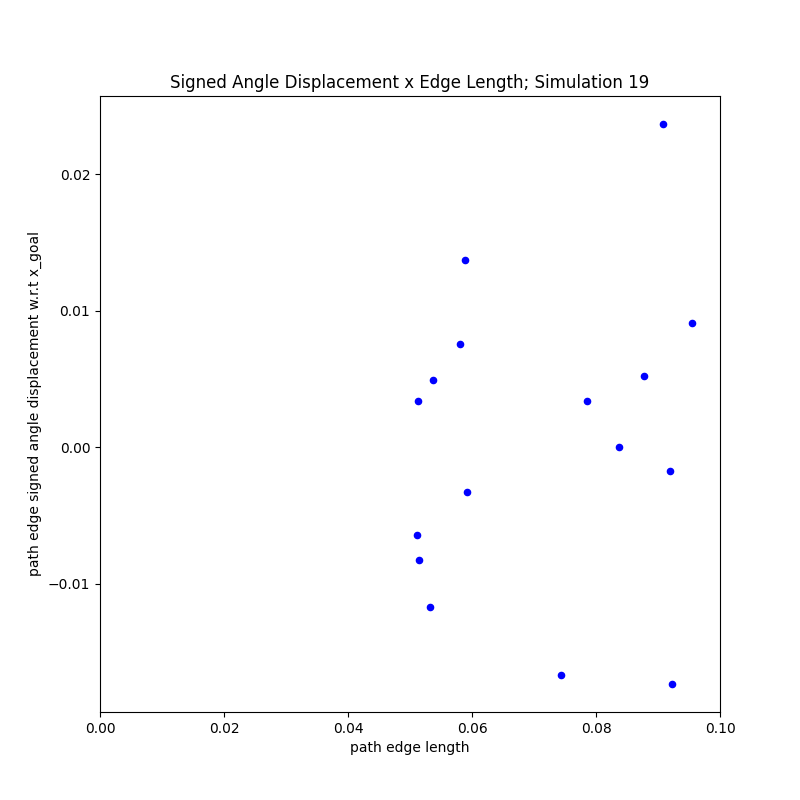 Signed Angle Displacement x Edge Length; Simulation 19
path edge signed angle displacement w.r.t x_goal
0.02
0.01
0.00
−0.01
0.00 0.02 0.04 0.06 0.08 0.10
path edge length